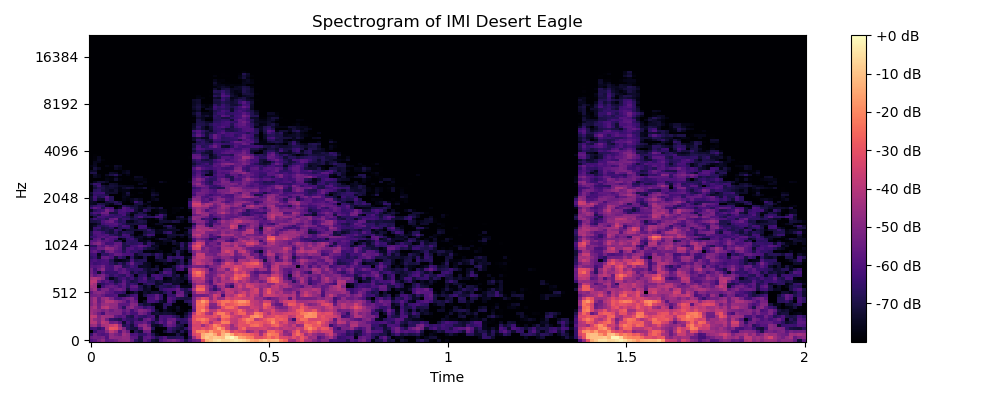 Spectrogram of IMI Desert Eagle
16384
8192
4096
2048
1024
512
0
Hz
0
0.5
1
1.5
2
Time
+0 dB
-10 dB
-20 dB
-30 dB
-40 dB
-50 dB
-60 dB
-70 dB